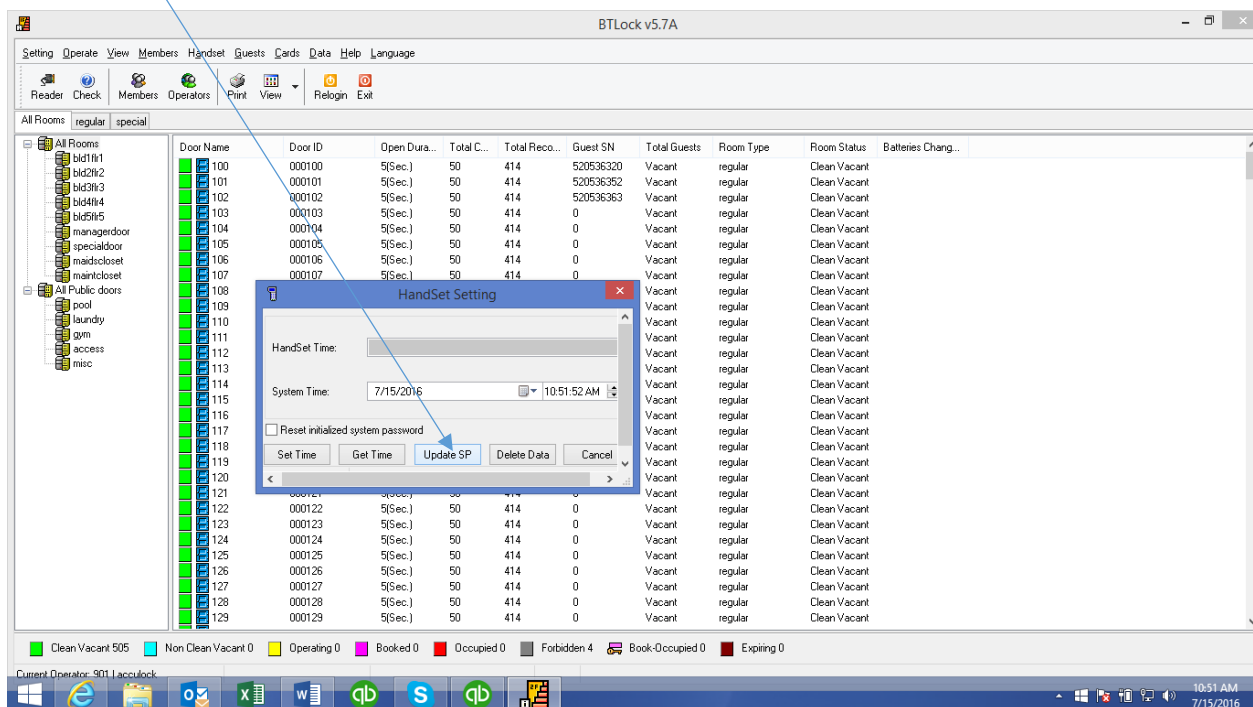 BTLock v5.7A
Setting Operate View Members Handset Guests Cards Data Help Language
Reader Check Members Operators Print View Relogin Exit
All Rooms regular special
All Rooms
bld1flr1
bld2flr2
bld3flr3
bld4flr4
bld5flr5
managerdoor
specialdoor
maidscloset
maintcloset
All Public doors
pool
laundry
gym
access
misc
Door Name Door ID Open Dura... Total C... Total Reco... Guest SN Total Guests Room Type Room Status Batteries Chang...
100 000100 5(Sec.) 50 414 520536320 Vacant regular Clean Vacant
101 000101 5(Sec.) 50 414 520536352 Vacant regular Clean Vacant
102 000102 5(Sec.) 50 414 520536363 Vacant regular Clean Vacant
103 000103 5(Sec.) 50 414 0 Vacant regular Clean Vacant
104 000104 5(Sec.) 50 414 0 Vacant regular Clean Vacant
105 000105 5(Sec.) 50 414 0 Vacant regular Clean Vacant
106 000106 5(Sec.) 50 414 0 Vacant regular Clean Vacant
107 000107 5(Sec.) 50 414 0 Vacant regular Clean Vacant
108 Vacant regular Clean Vacant
109 Vacant regular Clean Vacant
110 Vacant regular Clean Vacant
111 Vacant regular Clean Vacant
112 Vacant regular Clean Vacant
113 Vacant regular Clean Vacant
114 Vacant regular Clean Vacant
115 Vacant regular Clean Vacant
116 Vacant regular Clean Vacant
117 Vacant regular Clean Vacant
118 Vacant regular Clean Vacant
119 Vacant regular Clean Vacant
120 Vacant regular Clean Vacant
121 000121 5(Sec.) 50 414 0 Vacant regular Clean Vacant
122 000122 5(Sec.) 50 414 0 Vacant regular Clean Vacant
123 000123 5(Sec.) 50 414 0 Vacant regular Clean Vacant
124 000124 5(Sec.) 50 414 0 Vacant regular Clean Vacant
125 000125 5(Sec.) 50 414 0 Vacant regular Clean Vacant
126 000126 5(Sec.) 50 414 0 Vacant regular Clean Vacant
127 000127 5(Sec.) 50 414 0 Vacant regular Clean Vacant
128 000128 5(Sec.) 50 414 0 Vacant regular Clean Vacant
129 000129 5(Sec.) 50 414 0 Vacant regular Clean Vacant
HandSet Setting
HandSet Time:
System Time: 7/15/2016 10:51:52 AM
Reset initialized system password
Set Time Get Time Update SP Delete Data Cancel
Clean Vacant 505 Non Clean Vacant 0 Operating 0 Booked 0 Occupied 0 Forbidden 4 Book-Occupied 0 Expiring 0
Current Operator: 901 | acculock
10:51 AM
7/15/2016